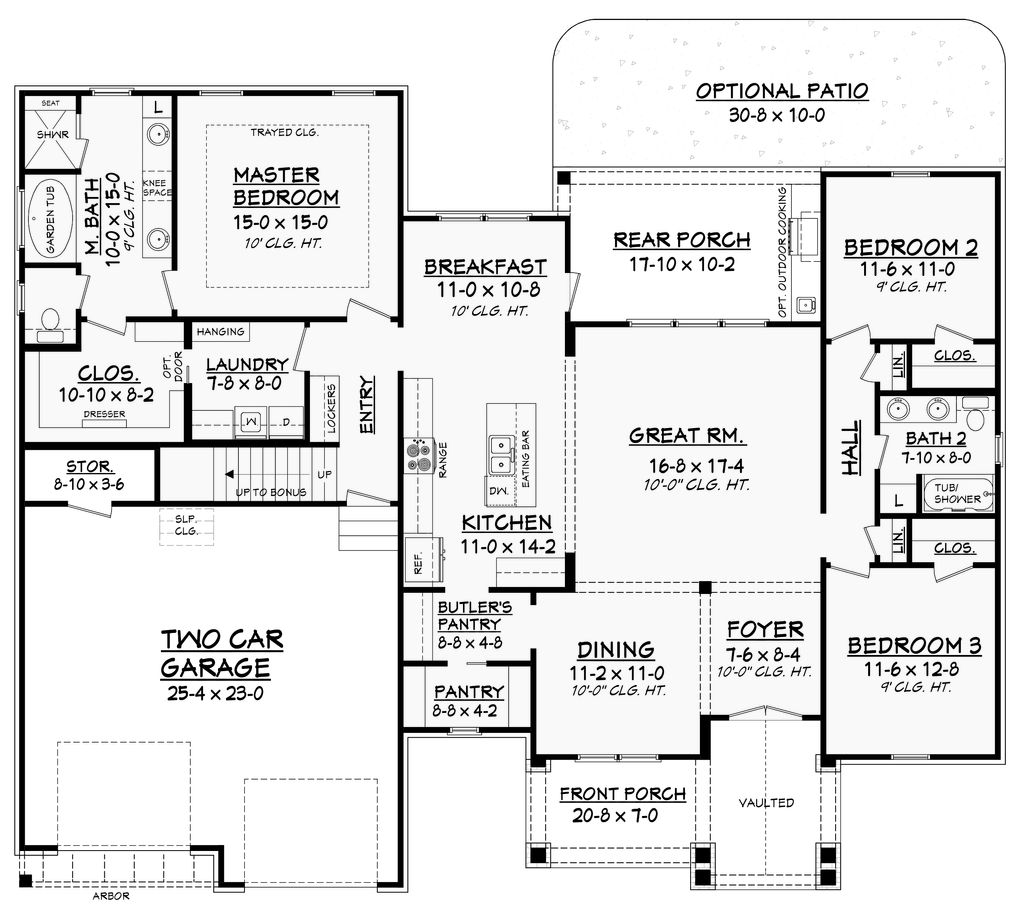 OPTIONAL PATIO
30-8 x 10-0
SEAT
SHWR
L
KNEE
SPACE
GARDEN TUB
M. BATH
10-0 x 15-0
9' CLG. HT.
TRAYED CLG.
MASTER
BEDROOM
15-0 x 15-0
10' CLG. HT.
BREAKFAST
11-0 x 10-8
10' CLG. HT.
REAR PORCH
17-10 x 10-2
OPT. OUTDOOR COOKING
BEDROOM 2
11-6 x 11-0
9' CLG. HT.
HANGING
OPT.
DOOR
LAUNDRY
7-8 x 8-0
W
D
CLOS.
10-10 x 8-2
DRESSER
LOCKERS
ENTRY
LIN.
CLOS.
RANGE
EATING BAR
DW.
GREAT RM.
16-8 x 17-4
10'-0" CLG. HT.
HALL
BATH 2
7-10 x 8-0
L
TUB/
SHOWER
STOR.
8-10 x 3-6
UP
UP TO BONUS
SLP.
CLG.
KITCHEN
11-0 x 14-2
REF.
LIN.
CLOS.
BUTLER'S
PANTRY
8-8 x 4-8
PANTRY
8-8 x 4-2
TWO CAR
GARAGE
25-4 x 23-0
DINING
11-2 x 11-0
10'-0" CLG. HT.
FOYER
7-6 x 8-4
10'-0" CLG. HT.
BEDROOM 3
11-6 x 12-8
9' CLG. HT.
FRONT PORCH
20-8 x 7-0
VAULTED
ARBOR